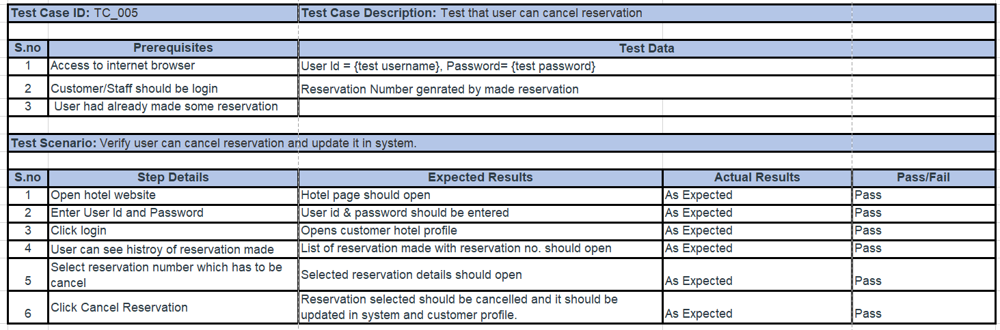 Test Case ID: TC_005 Test Case Description: Test that user can cancel reservation
S.no Prerequisites Test Data
1 Access to internet browser User Id = {test username}, Password= {test password}
2 Customer/Staff should be login Reservation Number genrated by made reservation
3 User had already made some reservation
Test Scenario: Verify user can cancel reservation and update it in system.
S.no Step Details Expected Results Actual Results Pass/Fail
1 Open hotel website Hotel page should open As Expected Pass
2 Enter User Id and Password User id & password should be entered As Expected Pass
3 Click login Opens customer hotel profile As Expected Pass
4 User can see histroy of reservation made List of reservation made with reservation no. should open As Expected Pass
5 Select reservation number which has to be
cancel Selected reservation details should open As Expected Pass
6 Click Cancel Reservation Reservation selected should be cancelled and it should be
updated in system and customer profile. As Expected Pass